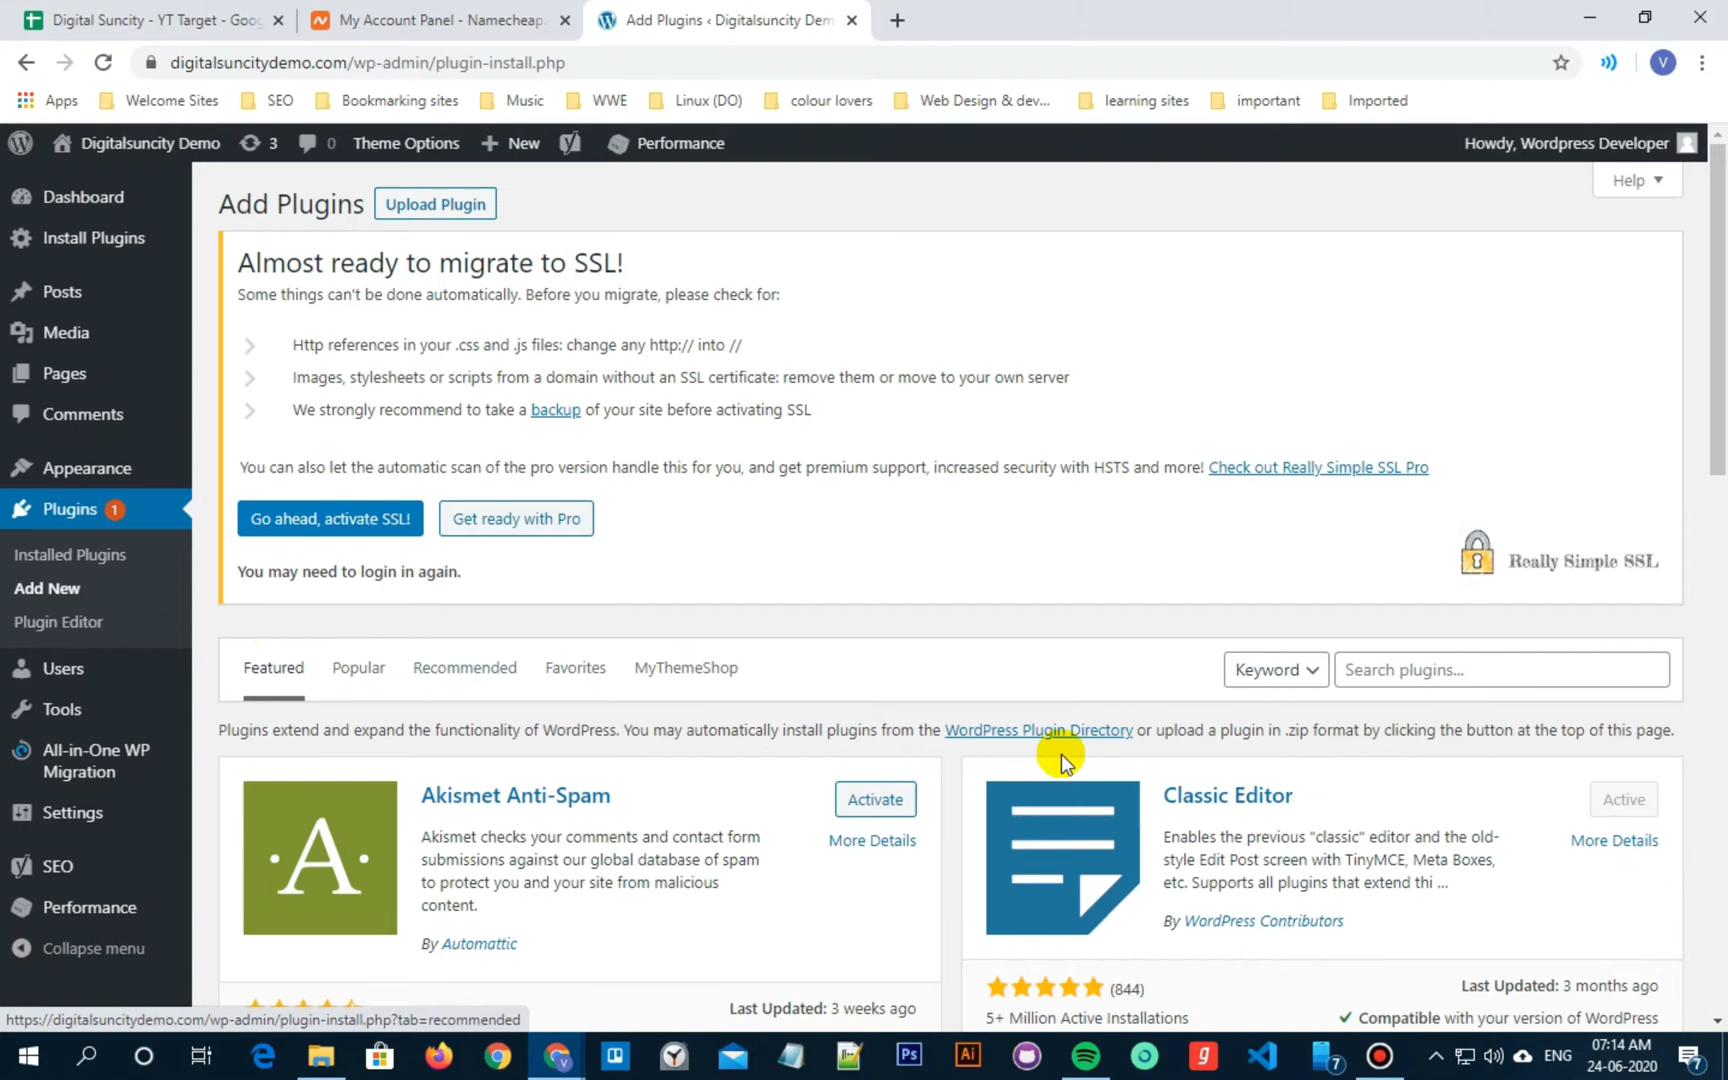 Digital Suncity - YT Target - Goo
My Account Panel - Namecheap.
Add Plugins ‹ Digitalsuncity Dem
digitalsuncitydemo.com/wp-admin/plugin-install.php
V
Apps
Welcome Sites
SEO
Bookmarking sites
Music
WWE
Linux (DO)
colour lovers
Web Design & dev...
learning sites
important
Imported
Digitalsuncity Demo
3
0
Theme Options
New
Performance
Howdy, Wordpress Developer
Help
Dashboard
Install Plugins
Posts
Media
Pages
Comments
Appearance
Plugins 1
Installed Plugins
Add New
Plugin Editor
Users
Tools
All-in-One WP
Migration
Settings
SEO
Performance
Collapse menu
Add Plugins
Upload Plugin
Almost ready to migrate to SSL!
Some things can't be done automatically. Before you migrate, please check for:
Http references in your .css and .js files: change any http:// into //
Images, stylesheets or scripts from a domain without an SSL certificate: remove them or move to your own server
We strongly recommend to take a backup of your site before activating SSL
You can also let the automatic scan of the pro version handle this for you, and get premium support, increased security with HSTS and more! Check out Really Simple SSL Pro
Go ahead, activate SSL!
Get ready with Pro
You may need to login in again.
Really Simple SSL
Featured
Popular
Recommended
Favorites
MyThemeShop
Keyword
Search plugins...
Plugins extend and expand the functionality of WordPress. You may automatically install plugins from the WordPress Plugin Directory or upload a plugin in .zip format by clicking the button at the top of this page.
A
Akismet Anti-Spam
Activate
More Details
Akismet checks your comments and contact form
submissions against our global database of spam
to protect you and your site from malicious
content.
By Automattic
Last Updated: 3 weeks ago
Classic Editor
Active
More Details
Enables the previous "classic" editor and the old-
style Edit Post screen with TinyMCE, Meta Boxes,
etc. Supports all plugins that extend thi ...
By WordPress Contributors
(844)
5+ Million Active Installations
Last Updated: 3 months ago
Compatible with your version of WordPress
https://digitalsuncitydemo.com/wp-admin/plugin-install.php?tab=recommended
V
Ps
Ai
g
7
ENG
07:14 AM
24-06-2020
7